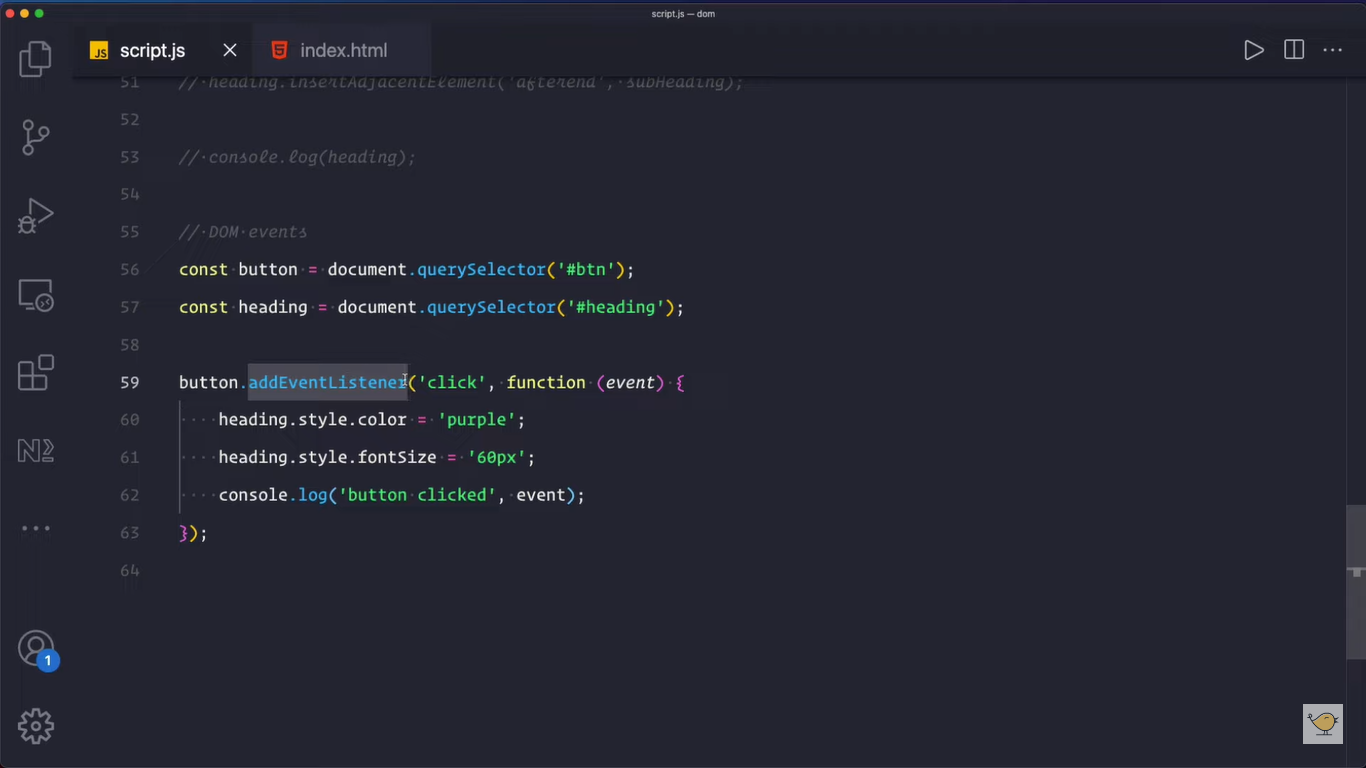 script.js — dom
JS script.js index.html
51 // heading.insertAdjacentElement('afterend', subHeading);
52
53 // console.log(heading);
54
55 // DOM events
56 const button = document.querySelector('#btn');
57 const heading = document.querySelector('#heading');
58
59 button.addEventListener('click', function (event) {
60 heading.style.color = 'purple';
61 heading.style.fontSize = '60px';
62 console.log('button clicked', event);
63 });
64
1